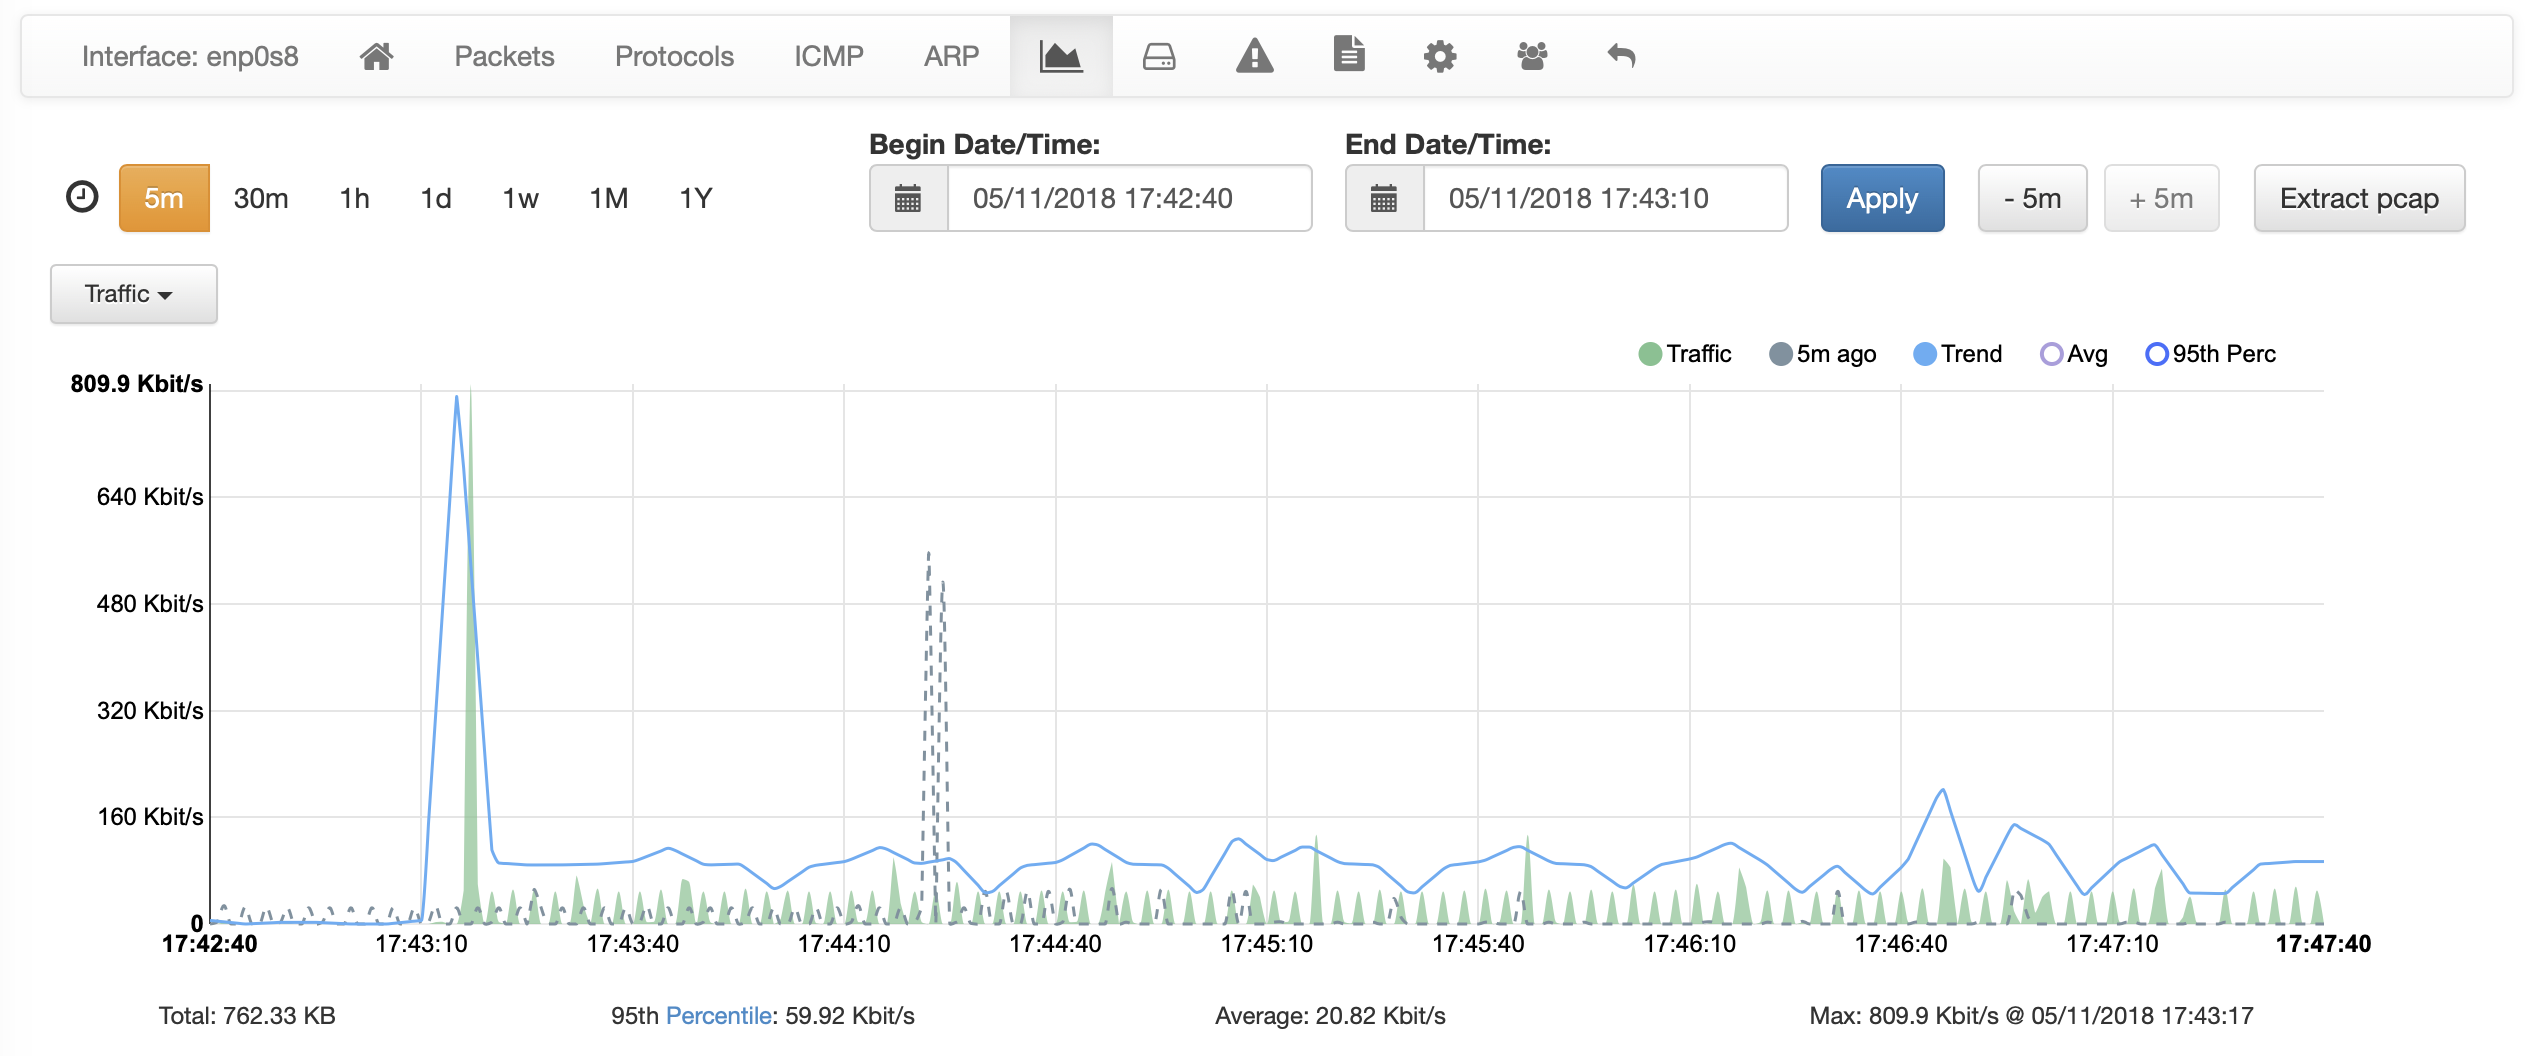 Interface: enp0s8 Packets Protocols ICMP ARP
Begin Date/Time: End Date/Time:
5m 30m 1h 1d 1w 1M 1Y 05/11/2018 17:42:40 05/11/2018 17:43:10 Apply - 5m + 5m Extract pcap
Traffic
Traffic 5m ago Trend Avg 95th Perc
809.9 Kbit/s
640 Kbit/s
480 Kbit/s
320 Kbit/s
160 Kbit/s
0
17:42:40 17:43:10 17:43:40 17:44:10 17:44:40 17:45:10 17:45:40 17:46:10 17:46:40 17:47:10 17:47:40
Total: 762.33 KB 95th Percentile: 59.92 Kbit/s Average: 20.82 Kbit/s Max: 809.9 Kbit/s @ 05/11/2018 17:43:17